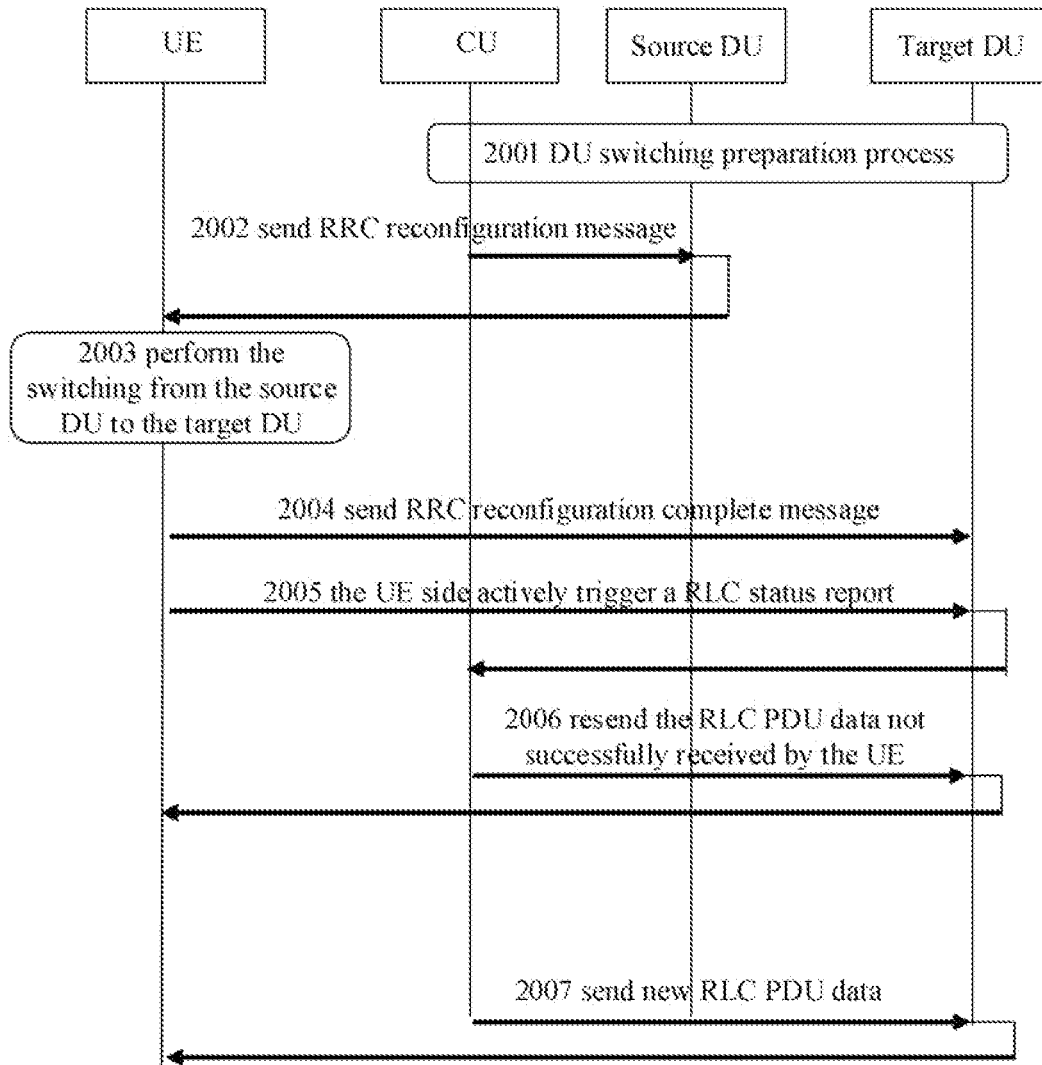 UE
CU
Source DU
Target DU
2001 DU switching preparation process
2002 send RRC reconfiguration message
2003 perform the
switching from the source
DU to the target DU
2004 send RRC reconfiguration complete message
2005 the UE side actively trigger a RLC status report
2006 resend the RLC PDU data not
successfully received by the UE
2007 send new RLC PDU data